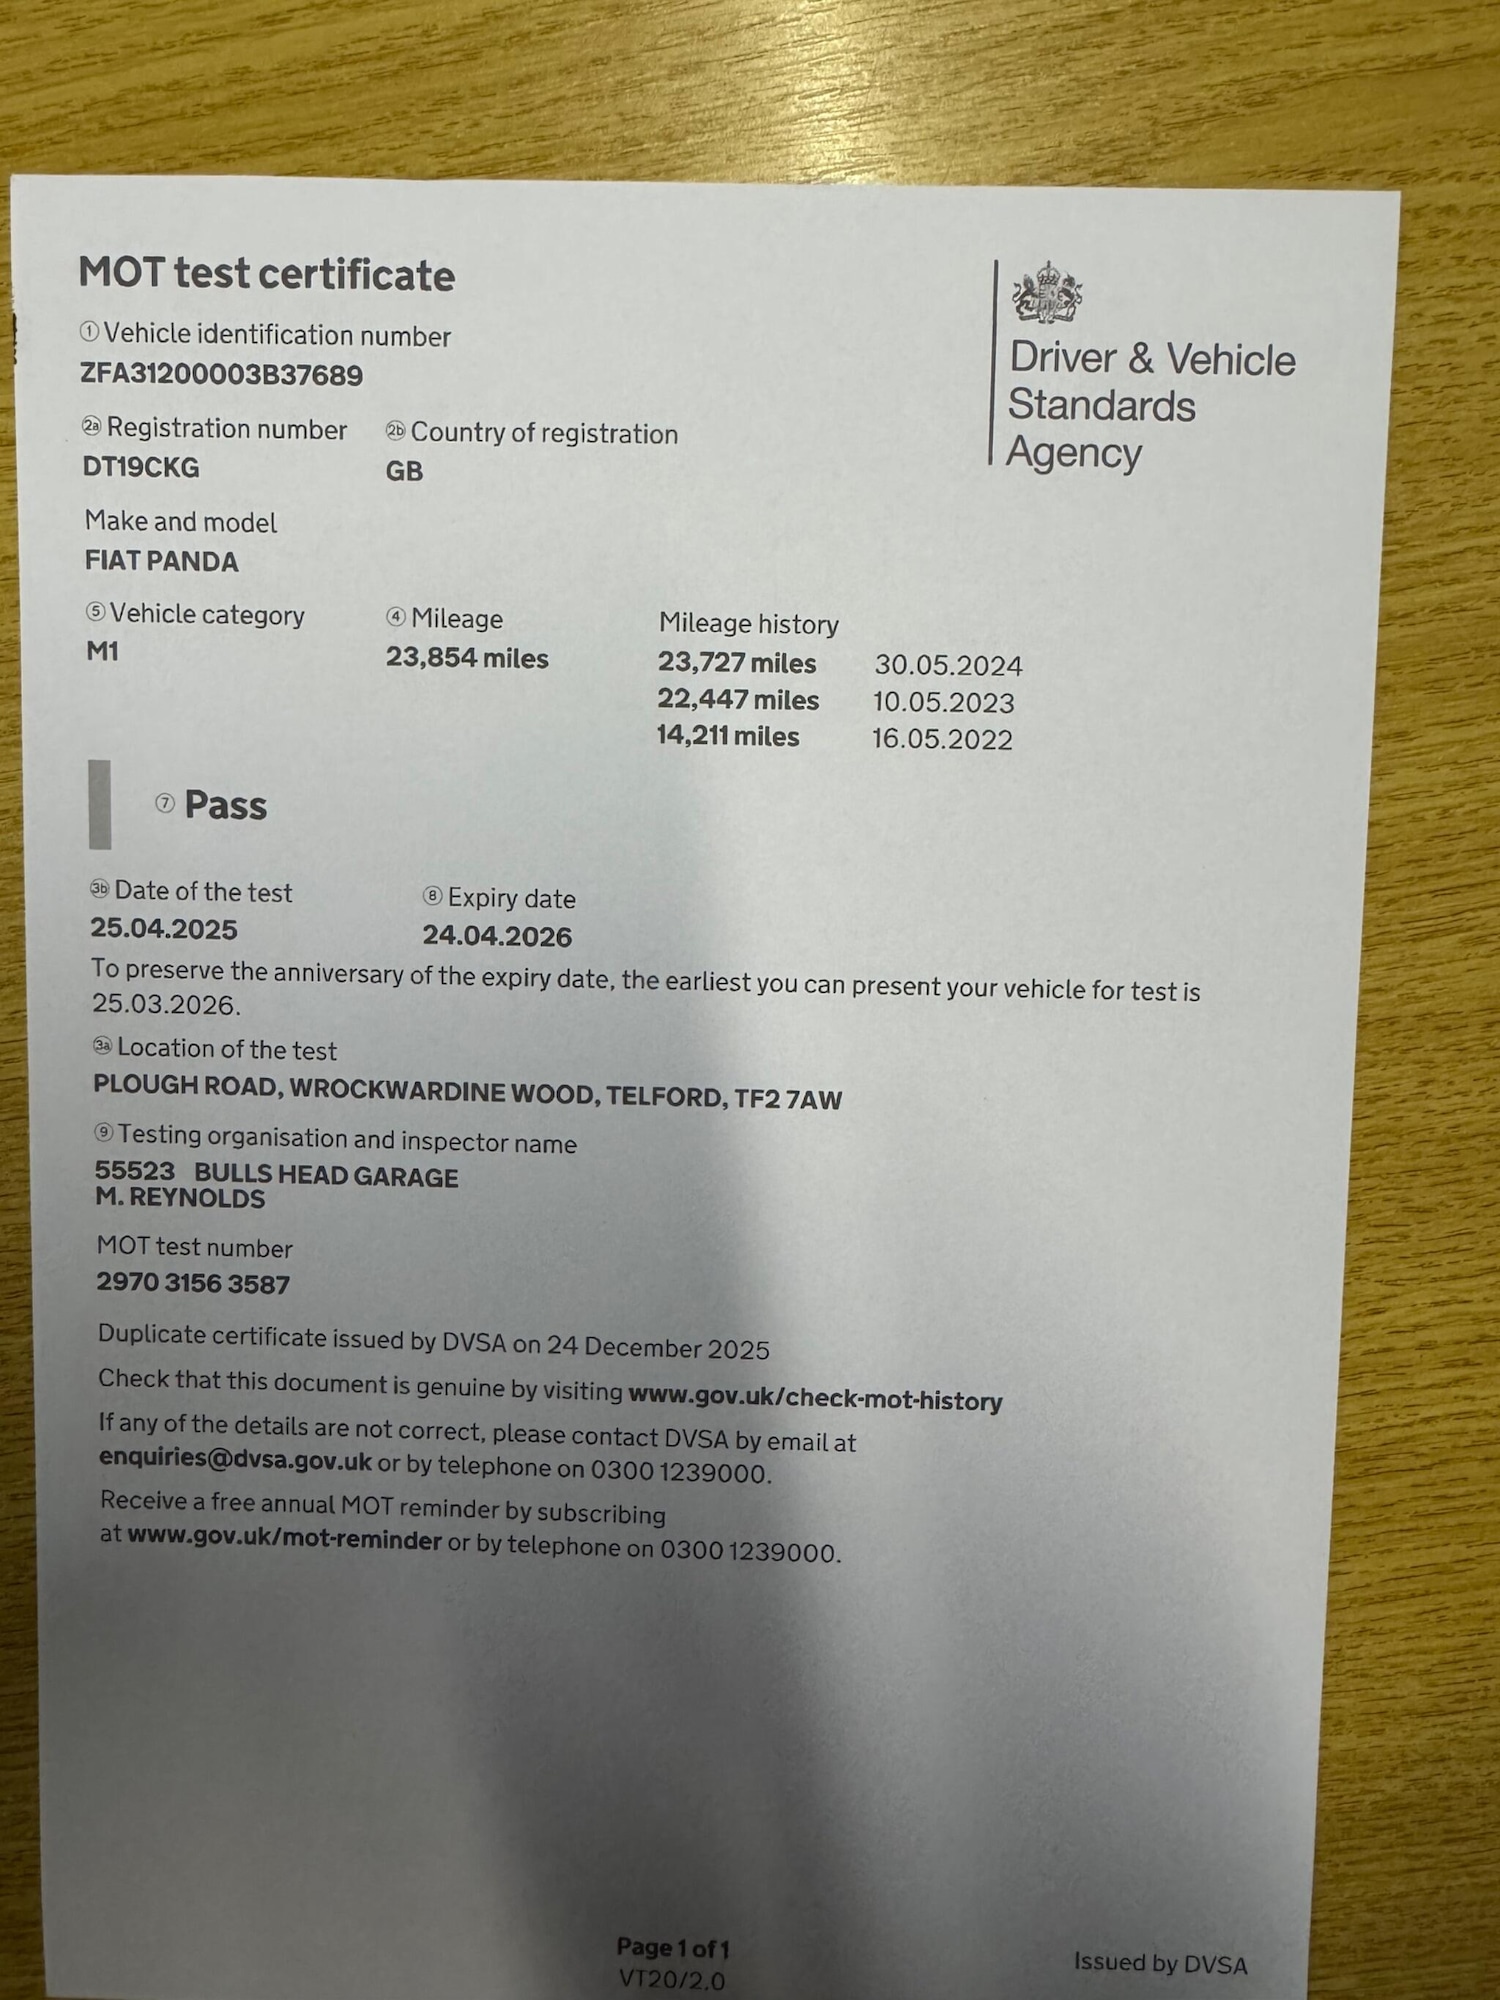 MOT test certificate
Driver & Vehicle
Standards
Agency
① Vehicle identification number
ZFA31200003B37689
2a Registration number 2b Country of registration
DT19CKG GB
Make and model
FIAT PANDA
⑤ Vehicle category ④ Mileage Mileage history
M1 23,854 miles 23,727 miles 30.05.2024
22,447 miles 10.05.2023
14,211 miles 16.05.2022
⑦ Pass
3b Date of the test ⑧ Expiry date
25.04.2025 24.04.2026
To preserve the anniversary of the expiry date, the earliest you can present your vehicle for test is
25.03.2026.
3a Location of the test
PLOUGH ROAD, WROCKWARDINE WOOD, TELFORD, TF2 7AW
⑨ Testing organisation and inspector name
55523 BULLS HEAD GARAGE
M. REYNOLDS
MOT test number
2970 3156 3587
Duplicate certificate issued by DVSA on 24 December 2025
Check that this document is genuine by visiting www.gov.uk/check-mot-history
If any of the details are not correct, please contact DVSA by email at
enquiries@dvsa.gov.uk or by telephone on 0300 1239000.
Receive a free annual MOT reminder by subscribing
at www.gov.uk/mot-reminder or by telephone on 0300 1239000.
Page 1 of 1
VT20/2.0
Issued by DVSA